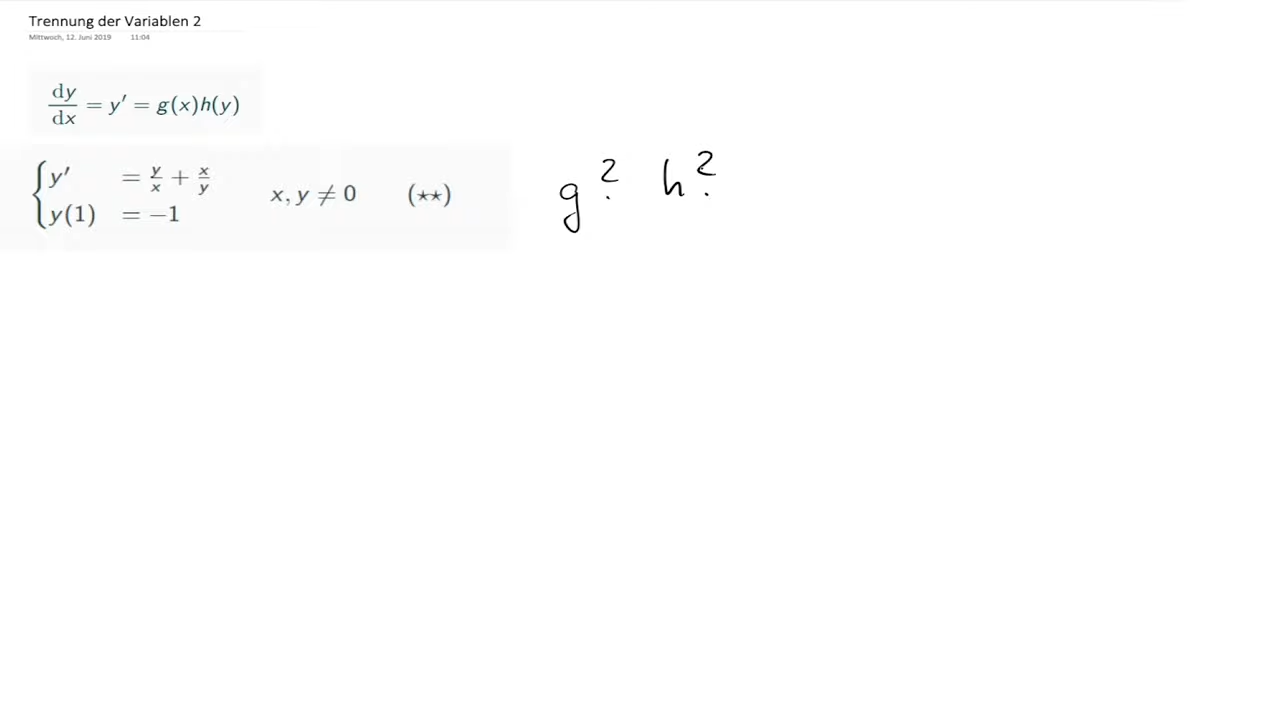 Trennung der Variablen 2
Mittwoch, 12. Juni 2019 11:04
dy/dx = y′ = g(x)h(y)
{ y′ = y/x + x/y
y(1) = −1
x, y ≠ 0 (⋆⋆)
g? h?